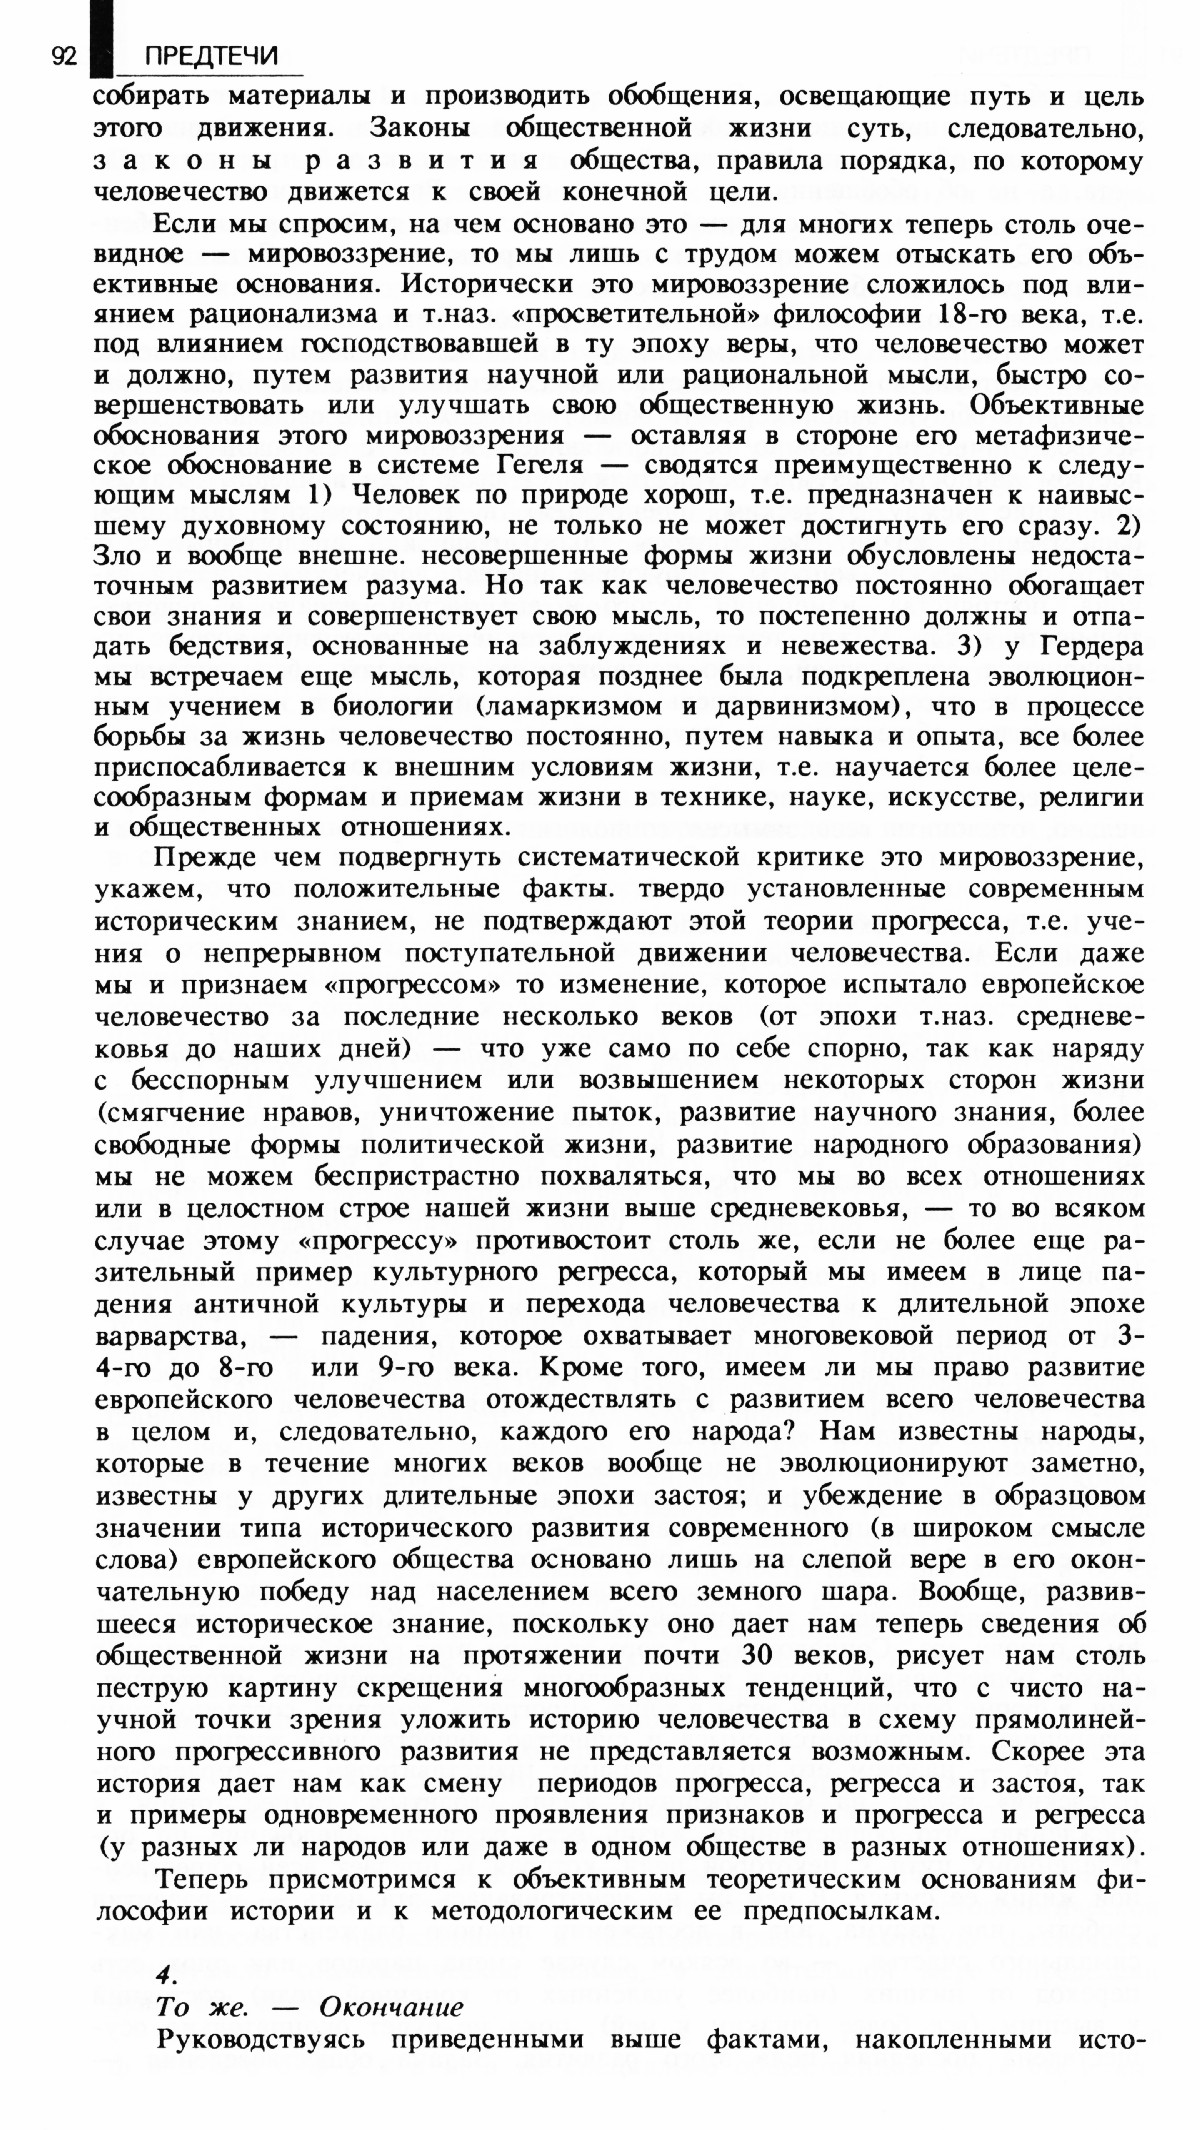 92 ПРЕДТЕЧИ
собирать материалы и производить обобщения, освещающие путь и цель
этого движения. Законы общественной жизни суть, следовательно,
з а к о н ы р а з в и т и я общества, правила порядка, по которому
человечество движется к своей конечной цели.
Если мы спросим, на чем основано это — для многих теперь столь оче-
видное — мировоззрение, то мы лишь с трудом можем отыскать его объ-
ективные основания. Исторически это мировоззрение сложилось под вли-
янием рационализма и т.наз. «просветительной» философии 18-го века, т.е.
под влиянием господствовавшей в ту эпоху веры, что человечество может
и должно, путем развития научной или рациональной мысли, быстро со-
вершенствовать или улучшать свою общественную жизнь. Объективные
обоснования этого мировоззрения — оставляя в стороне его метафизиче-
ское обоснование в системе Гегеля — сводятся преимущественно к следу-
ющим мыслям 1) Человек по природе хорош, т.е. предназначен к наивыс-
шему духовному состоянию, не только не может достигнуть его сразу. 2)
Зло и вообще внешне. несовершенные формы жизни обусловлены недоста-
точным развитием разума. Но так как человечество постоянно обогащает
свои знания и совершенствует свою мысль, то постепенно должны и отпа-
дать бедствия, основанные на заблуждениях и невежества. 3) у Гердера
мы встречаем еще мысль, которая позднее была подкреплена эволюцион-
ным учением в биологии (ламаркизмом и дарвинизмом), что в процессе
борьбы за жизнь человечество постоянно, путем навыка и опыта, все более
приспосабливается к внешним условиям жизни, т.е. научается более целе-
сообразным формам и приемам жизни в технике, науке, искусстве, религии
и общественных отношениях.
Прежде чем подвергнуть систематической критике это мировоззрение,
укажем, что положительные факты. твердо установленные современным
историческим знанием, не подтверждают этой теории прогресса, т.е. уче-
ния о непрерывном поступательной движении человечества. Если даже
мы и признаем «прогрессом» то изменение, которое испытало европейское
человечество за последние несколько веков (от эпохи т.наз. средневе-
ковья до наших дней) — что уже само по себе спорно, так как наряду
с бесспорным улучшением или возвышением некоторых сторон жизни
(смягчение нравов, уничтожение пыток, развитие научного знания, более
свободные формы политической жизни, развитие народного образования)
мы не можем беспристрастно похваляться, что мы во всех отношениях
или в целостном строе нашей жизни выше средневековья, — то во всяком
случае этому «прогрессу» противостоит столь же, если не более еще ра-
зительный пример культурного регресса, который мы имеем в лице па-
дения античной культуры и перехода человечества к длительной эпохе
варварства, — падения, которое охватывает многовековой период от 3-
4-го до 8-го или 9-го века. Кроме того, имеем ли мы право развитие
европейского человечества отождествлять с развитием всего человечества
в целом и, следовательно, каждого его народа? Нам известны народы,
которые в течение многих веков вообще не эволюционируют заметно,
известны у других длительные эпохи застоя; и убеждение в образцовом
значении типа исторического развития современного (в широком смысле
слова) европейского общества основано лишь на слепой вере в его окон-
чательную победу над населением всего земного шара. Вообще, развив-
шееся историческое знание, поскольку оно дает нам теперь сведения об
общественной жизни на протяжении почти 30 веков, рисует нам столь
пеструю картину скрещения многообразных тенденций, что с чисто на-
учной точки зрения уложить историю человечества в схему прямолиней-
ного прогрессивного развития не представляется возможным. Скорее эта
история дает нам как смену периодов прогресса, регресса и застоя, так
и примеры одновременного проявления признаков и прогресса и регресса
(у разных ли народов или даже в одном обществе в разных отношениях).
Теперь присмотримся к объективным теоретическим основаниям фи-
лософии истории и к методологическим ее предпосылкам.
4.
То же. — Окончание
Руководствуясь приведенными выше фактами, накопленными исто-